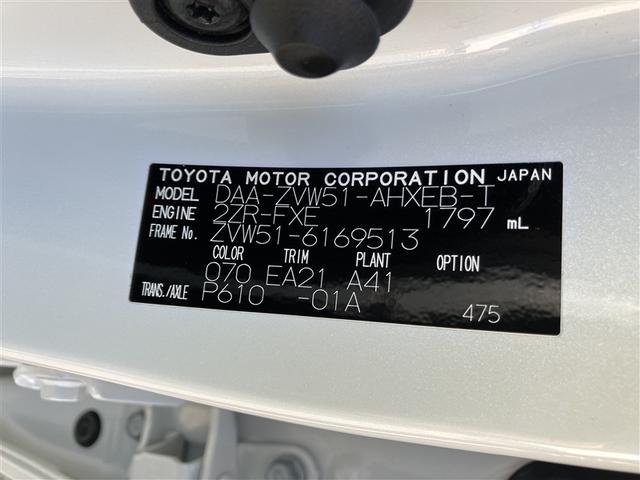 TOYOTA MOTOR CORPORATION JAPAN
MODEL DAA-ZVW51-AHXEB-T
ENGINE 2ZR-FXE 1797 mL
FRAME No. ZVW51-6169513
COLOR TRIM PLANT OPTION
070 EA21 A41
TRANS./AXLE P610 -01A
475